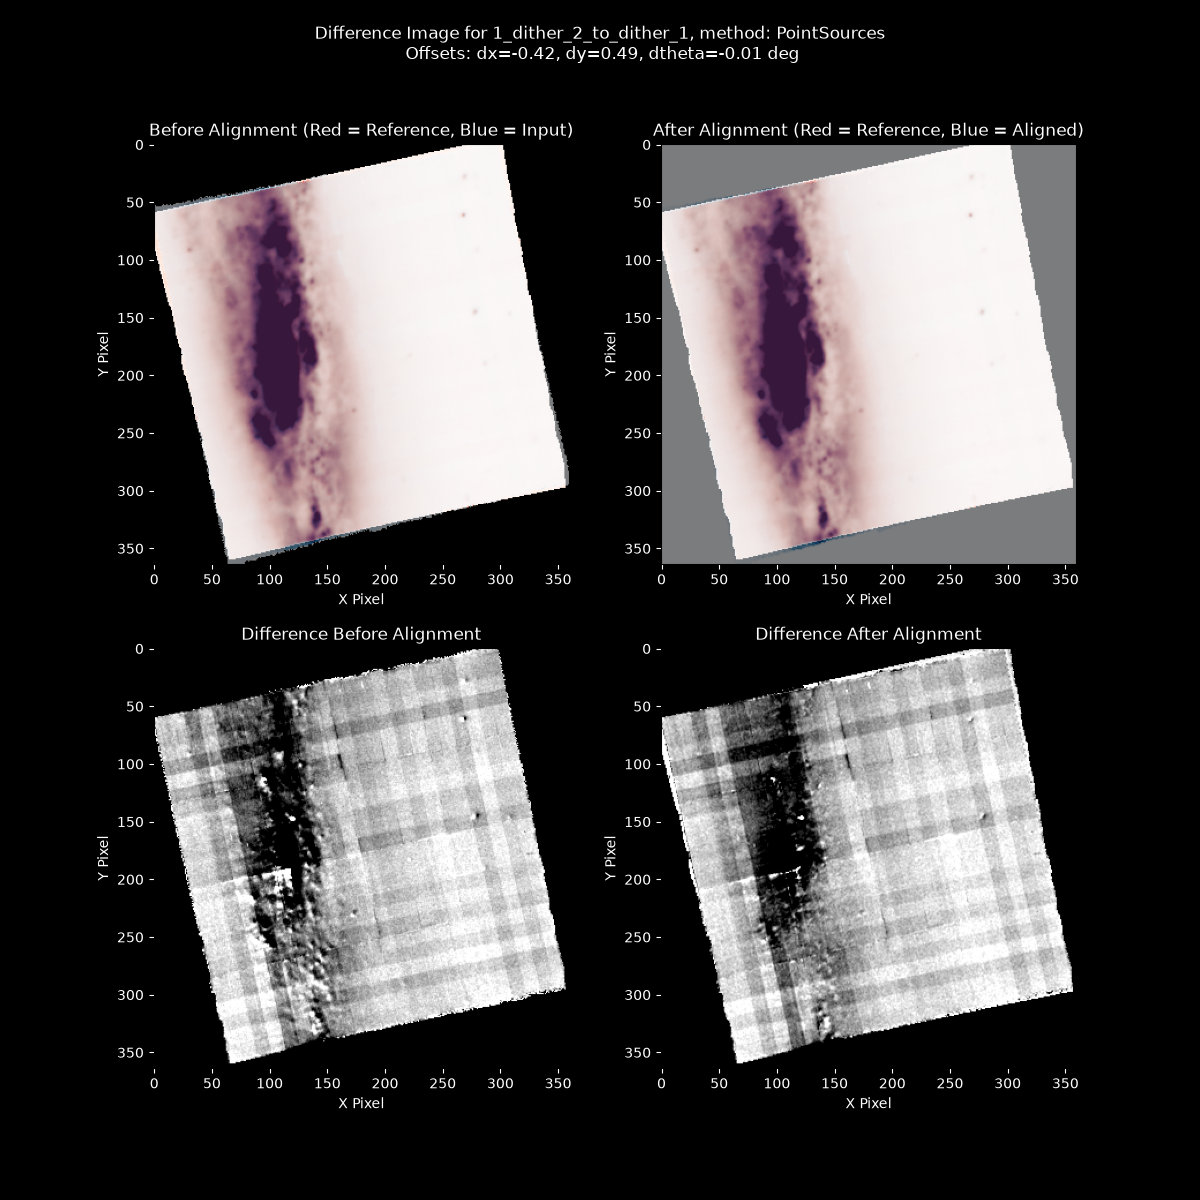 Difference Image for 1_dither_2_to_dither_1, method: PointSources
Offsets: dx=-0.42, dy=0.49, dtheta=-0.01 deg
Before Alignment (Red = Reference, Blue = Input)
0
50
100
150
200
250
300
350
Y Pixel
0 50 100 150 200 250 300 350
X Pixel
After Alignment (Red = Reference, Blue = Aligned)
0
50
100
150
200
250
300
350
Y Pixel
0 50 100 150 200 250 300 350
X Pixel
Difference Before Alignment
0
50
100
150
200
250
300
350
Y Pixel
0 50 100 150 200 250 300 350
X Pixel
Difference After Alignment
0
50
100
150
200
250
300
350
Y Pixel
0 50 100 150 200 250 300 350
X Pixel